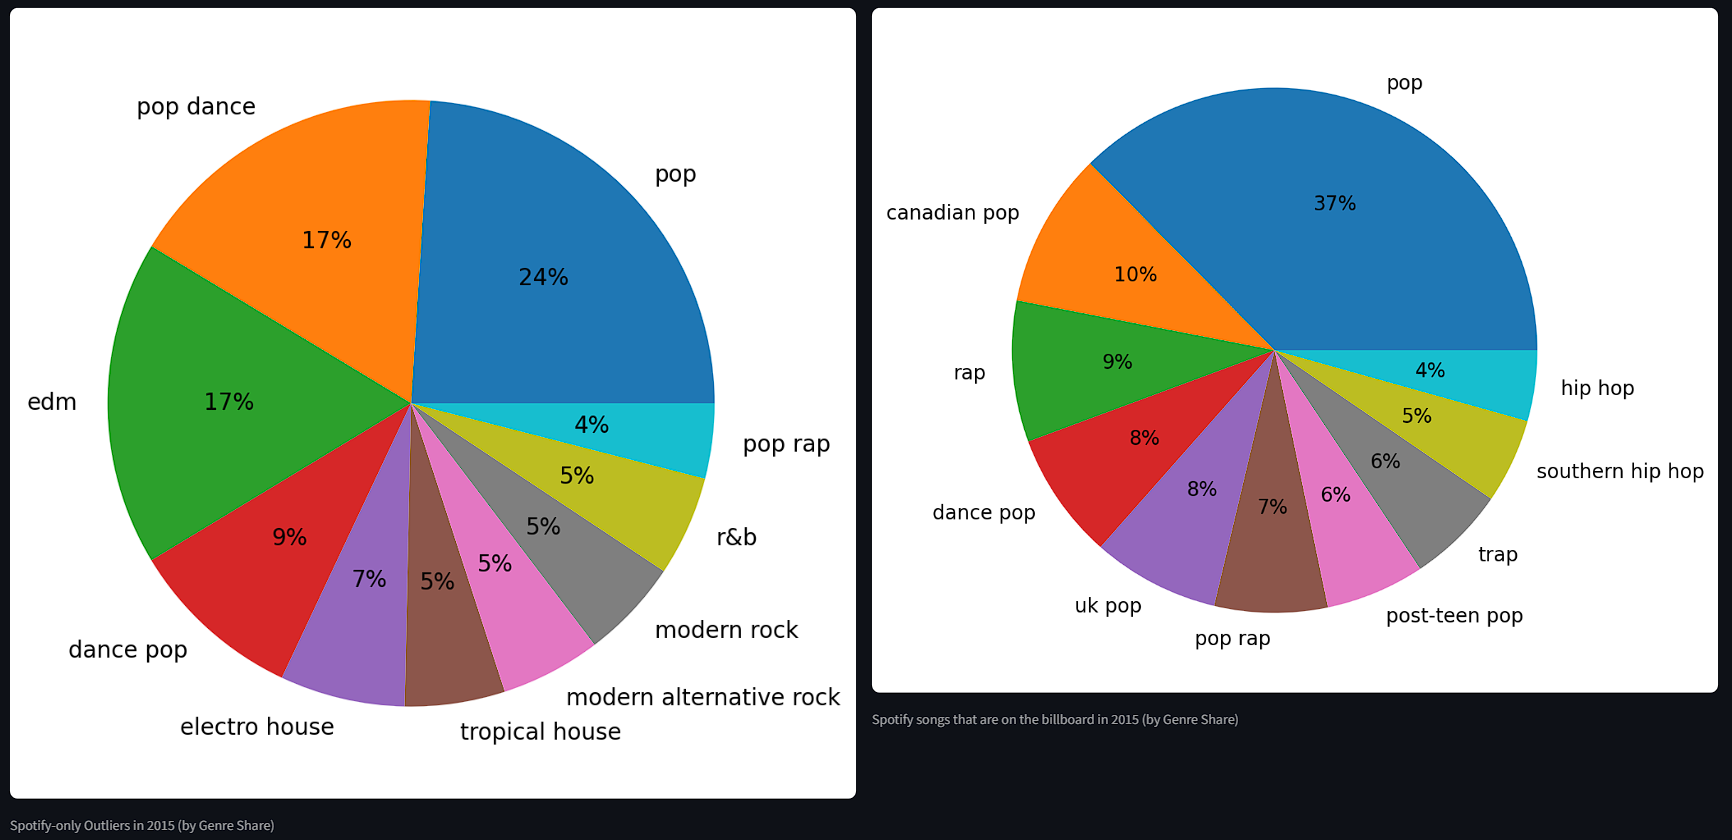 pop dance
pop
17%
24%
edm
17%
4%
pop rap
5%
9%
5%
r&b
5%
7%
5%
modern rock
dance pop
modern alternative rock
electro house
tropical house
Spotify-only Outliers in 2015 (by Genre Share)
pop
37%
canadian pop
10%
rap
9%
4%
hip hop
5%
8%
6%
southern hip hop
8%
6%
7%
dance pop
trap
uk pop
post-teen pop
pop rap
Spotify songs that are on the billboard in 2015 (by Genre Share)